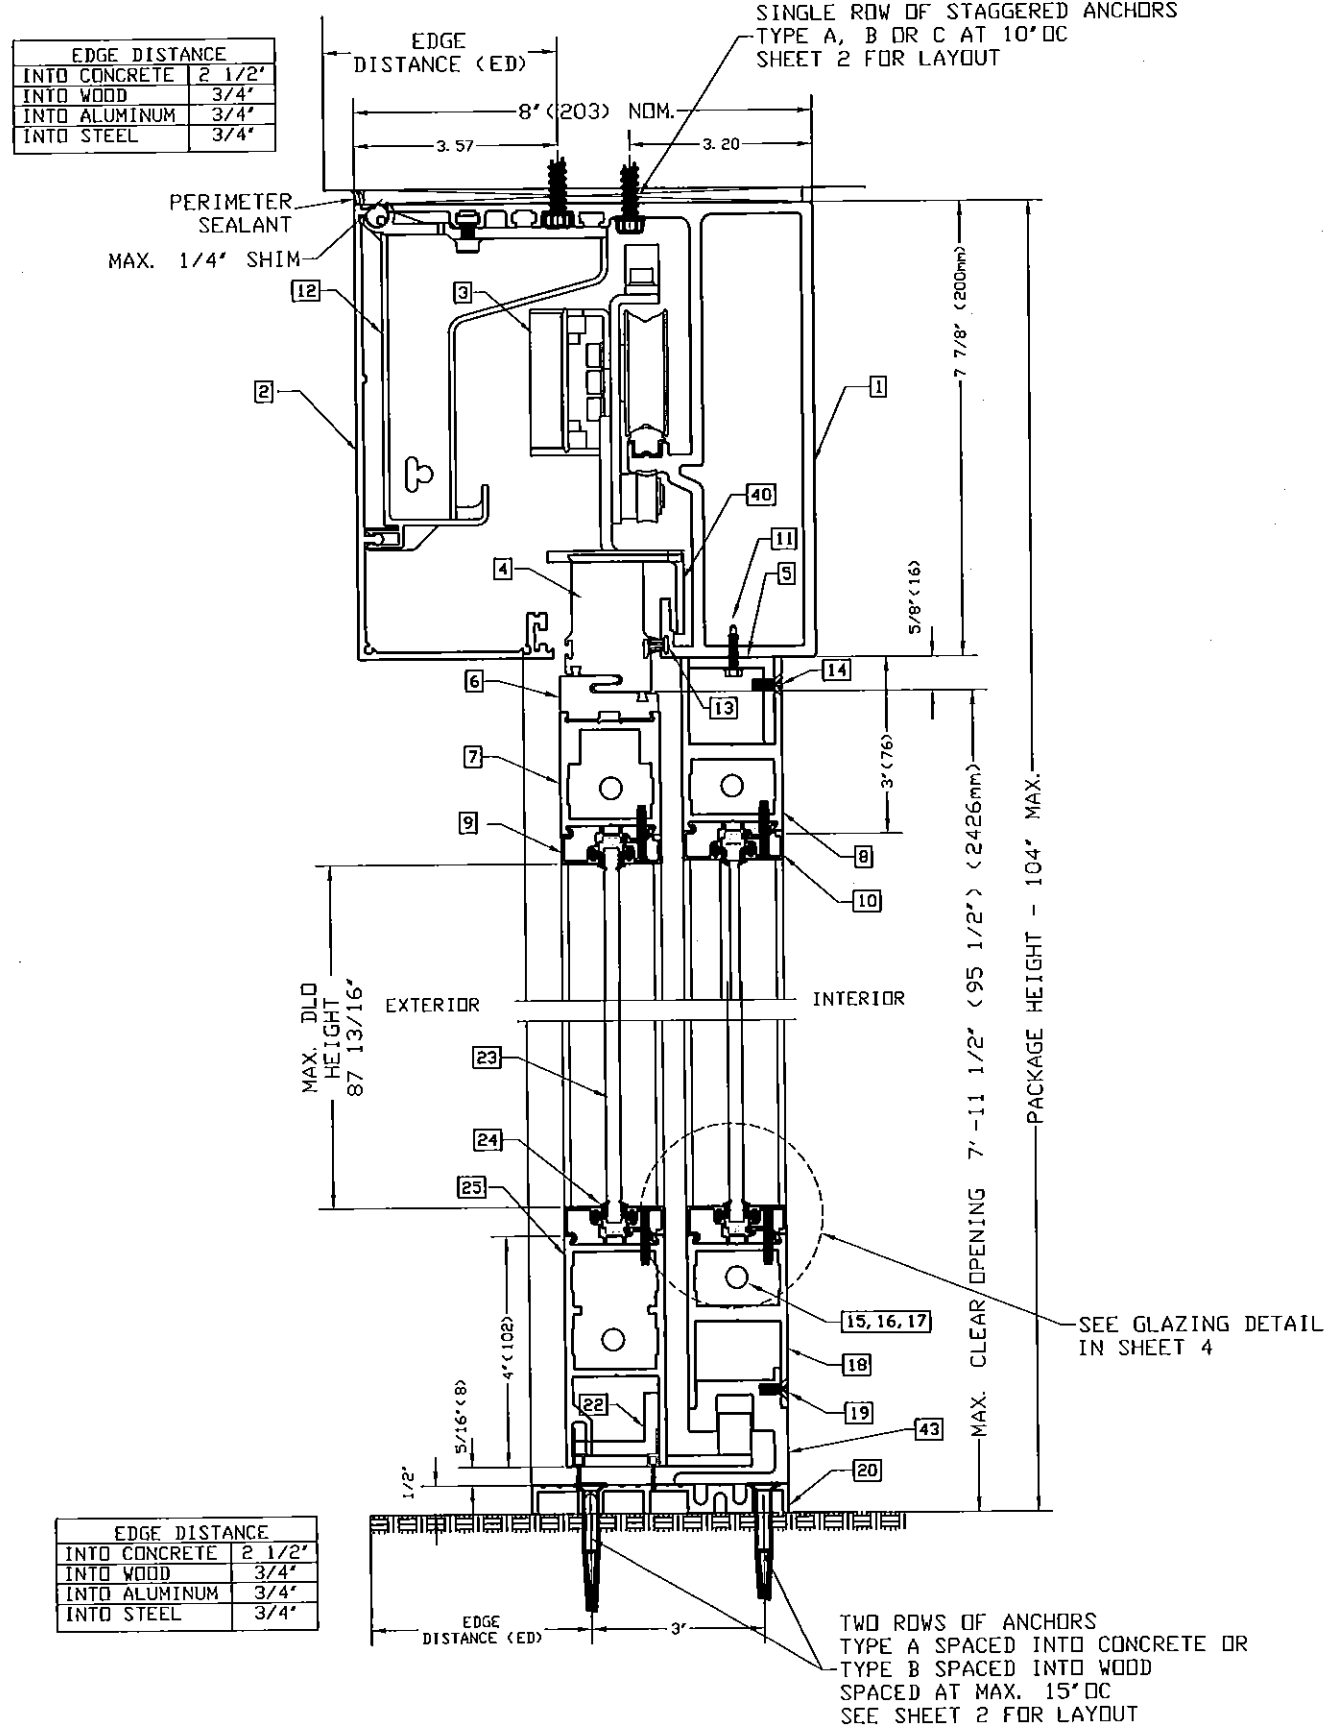 SINGLE ROW OF STAGGERED ANCHORS
TYPE A, B OR C AT 10"OC
SHEET 2 FOR LAYOUT
EDGE
DISTANCE (ED)
EDGE DISTANCE
INTO CONCRETE 2 1/2"
INTO WOOD 3/4"
INTO ALUMINUM 3/4"
INTO STEEL 3/4"
8" (203) NOM.
3.57
3.20
PERIMETER
SEALANT
MAX. 1/4" SHIM
12
3
2
1
7 7/8" (200mm)
40
11
4
5
5/8"(16)
14
6
13
3"(76)
7
9
8
10
MAX. DLO
HEIGHT
87 13/16"
EXTERIOR
INTERIOR
MAX. CLEAR OPENING 7'-11 1/2" (95 1/2") (2426mm)
PACKAGE HEIGHT - 104" MAX.
23
24
25
15, 16, 17
SEE GLAZING DETAIL
IN SHEET 4
4"(102)
18
22
19
5/16"(8)
43
1/2"
20
EDGE DISTANCE
INTO CONCRETE 2 1/2"
INTO WOOD 3/4"
INTO ALUMINUM 3/4"
INTO STEEL 3/4"
EDGE
DISTANCE (ED)
3"
TWO ROWS OF ANCHORS
TYPE A SPACED INTO CONCRETE OR
TYPE B SPACED INTO WOOD
SPACED AT MAX. 15"OC
SEE SHEET 2 FOR LAYOUT